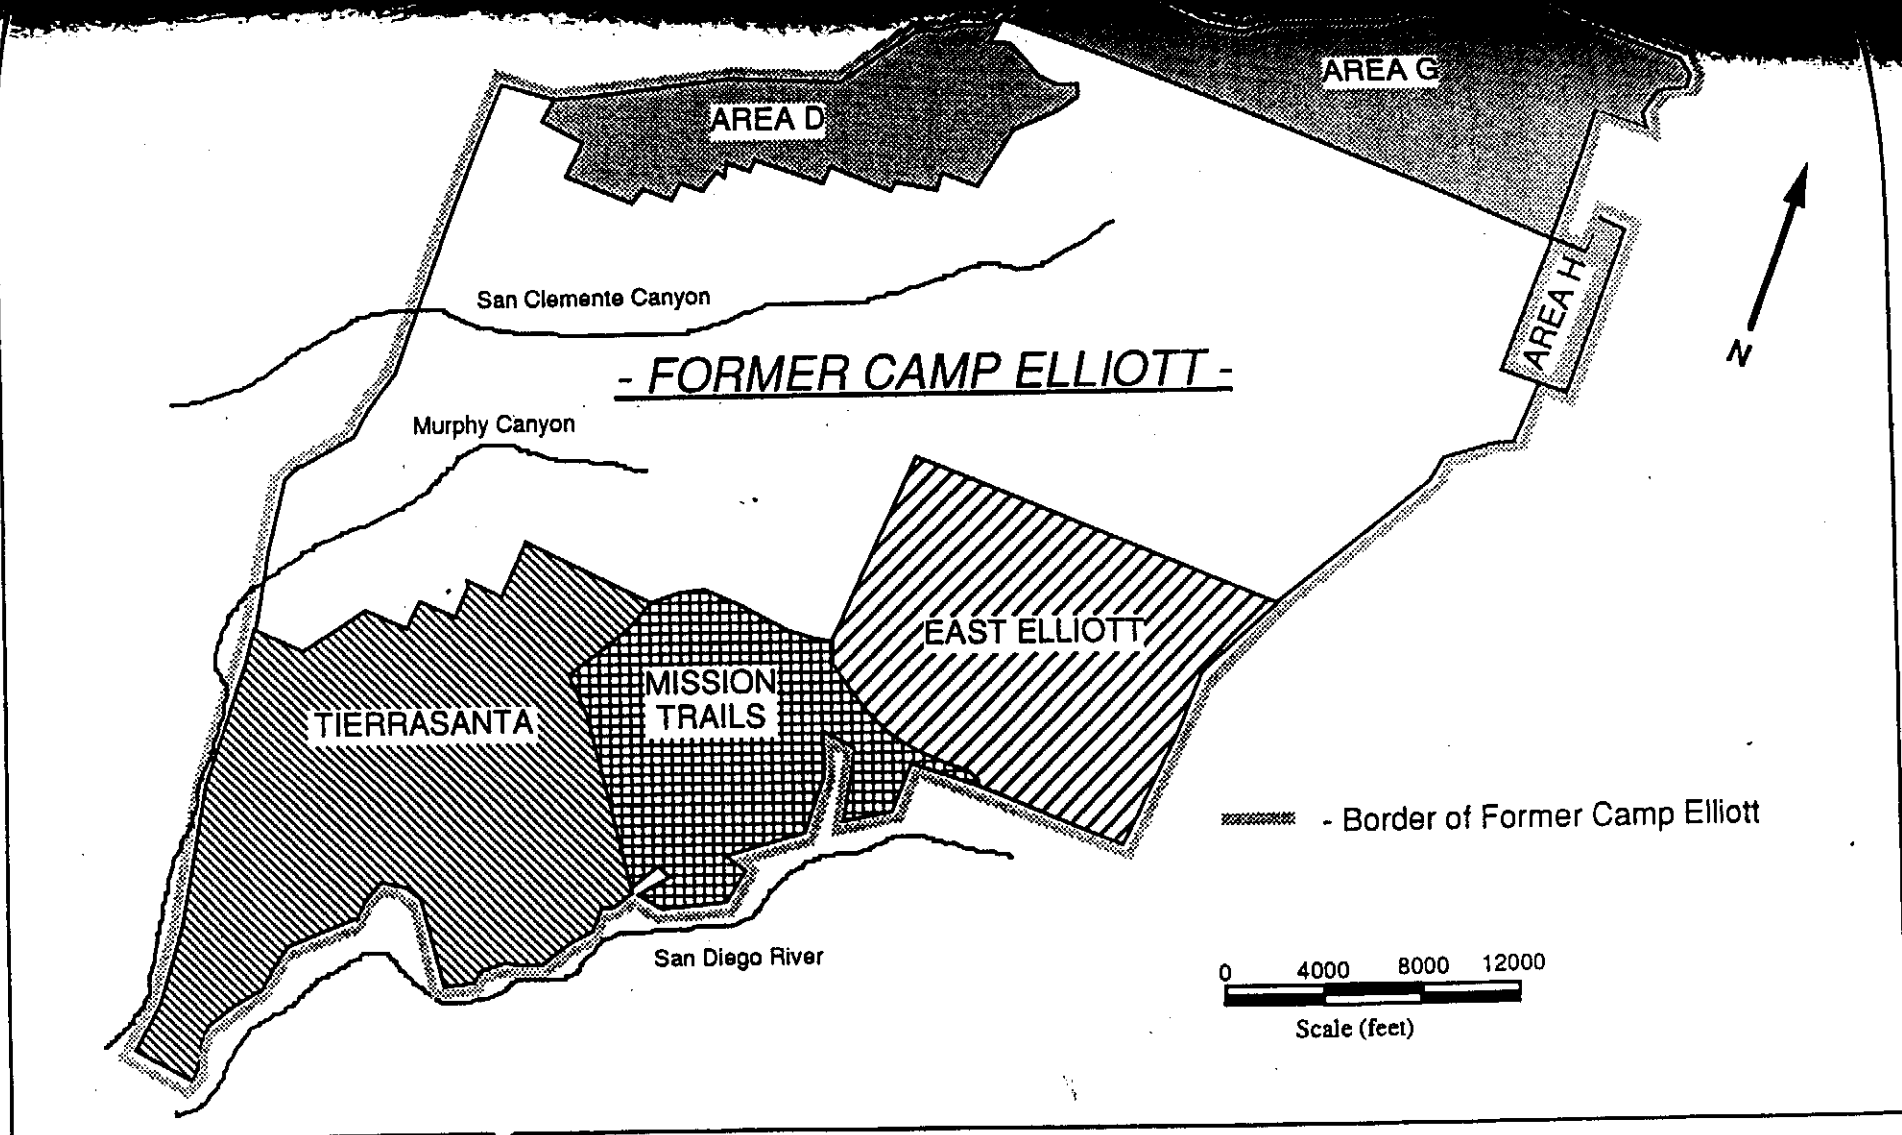 AREA G
AREA D
AREA H
San Clemente Canyon
N
- FORMER CAMP ELLIOTT -
Murphy Canyon
EAST ELLIOTT
MISSION
TRAILS
TIERRASANTA
- Border of Former Camp Elliott
San Diego River
0 4000 8000 12000
Scale (feet)